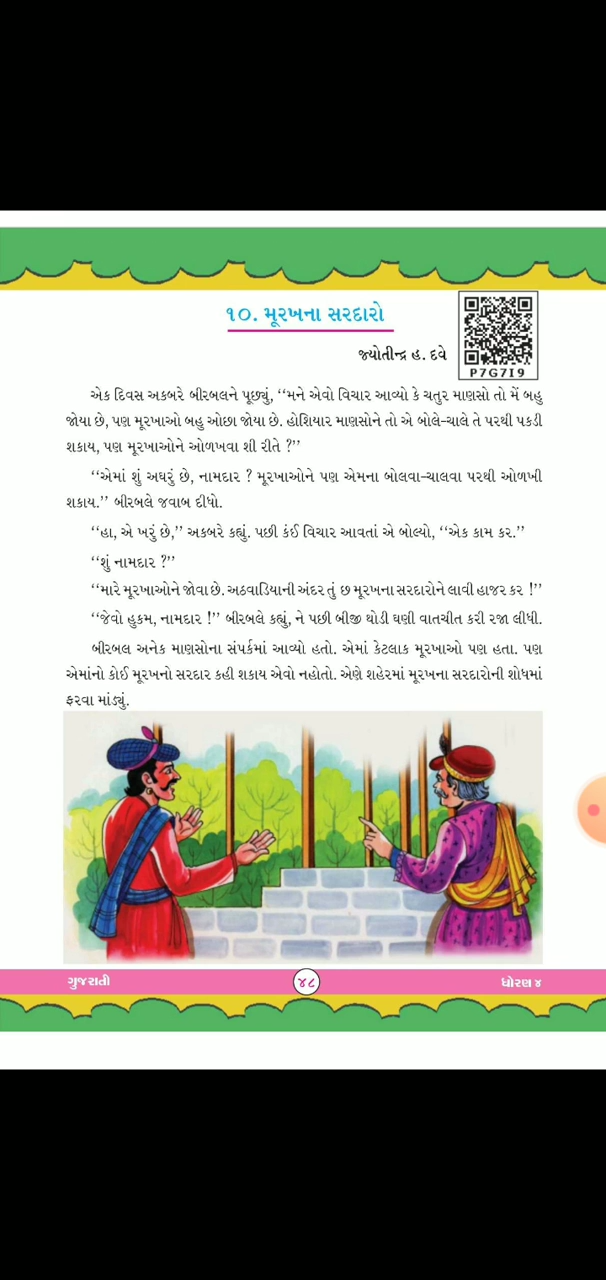 ૧૦. મૂરખના સરદારો
P7G7I9
જ્યોતીન્દ્ર હ. દવે
એક દિવસ અકબરે બીરબલને પૂછ્યું, “મને એવો વિચાર આવ્યો કે ચતુર માણસો તો મેં બહુ
જોયા છે, પણ મૂરખાઓ બહુ ઓછા જોયા છે. હોશિયાર માણસોને તો એ બોલે-ચાલે તે પરથી પકડી
શકાય, પણ મૂરખાઓને ઓળખવા શી રીતે ?”
“એમાં શું અઘરું છે, નામદાર ? મૂરખાઓને પણ એમના બોલવા-ચાલવા પરથી ઓળખી
શકાય.” બીરબલે જવાબ દીધો.
“હા, એ ખરું છે,” અકબરે કહ્યું. પછી કંઈ વિચાર આવતાં એ બોલ્યો, “એક કામ કર.”
“શું નામદાર ?”
“મારે મૂરખાઓને જોવા છે. અઠવાડિયાની અંદર તું છ મૂરખના સરદારોને લાવી હાજર કર !”
“જેવો હુકમ, નામદાર !” બીરબલે કહ્યું, ને પછી બીજી થોડી ઘણી વાતચીત કરી રજા લીધી.
બીરબલ અનેક માણસોના સંપર્કમાં આવ્યો હતો. એમાં કેટલાક મૂરખાઓ પણ હતા. પણ
એમાંનો કોઈ મૂરખનો સરદાર કહી શકાય એવો નહોતો. એણે શહેરમાં મૂરખના સરદારોની શોધમાં
ફરવા માંડ્યું.
ગુજરાતી
૪૮
ધોરણ ૪